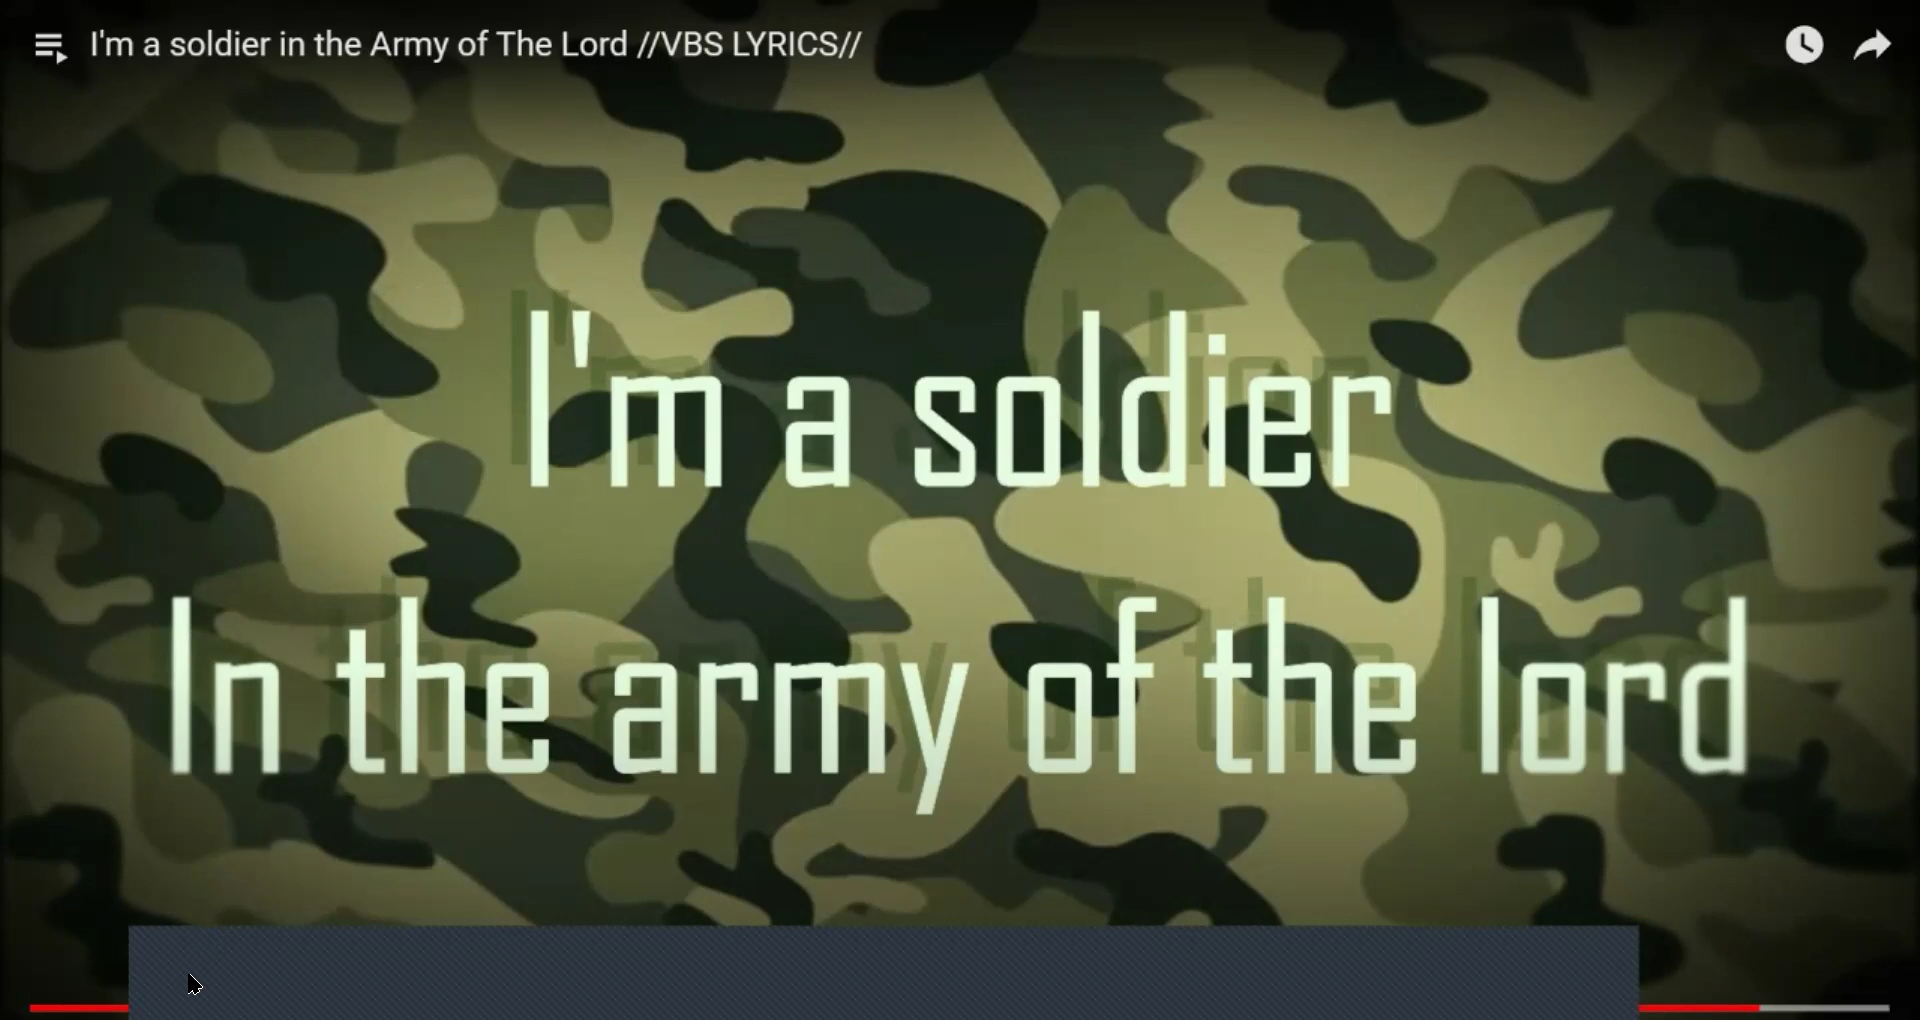 I'm a soldier in the Army of The Lord //VBS LYRICS//
I'm a soldier
In the army of the lord